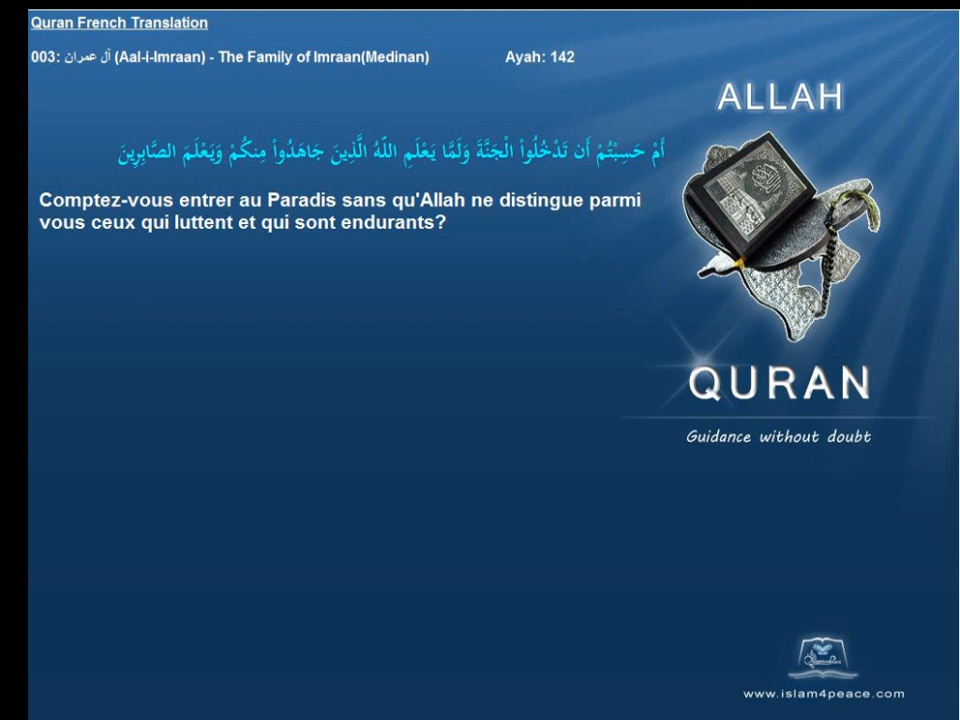 Quran French Translation
003: آل عمران (Aal-i-Imraan) - The Family of Imraan(Medinan) Ayah: 142
ALLAH
أَمْ حَسِبْتُمْ أَن تَدْخُلُواْ الْجَنَّةَ وَلَمَّا يَعْلَمِ اللّهُ الَّذِينَ جَاهَدُواْ مِنكُمْ وَيَعْلَمَ الصَّابِرِينَ
Comptez-vous entrer au Paradis sans qu'Allah ne distingue parmi
vous ceux qui luttent et qui sont endurants?
QURAN
Guidance without doubt
www.islam4peace.com